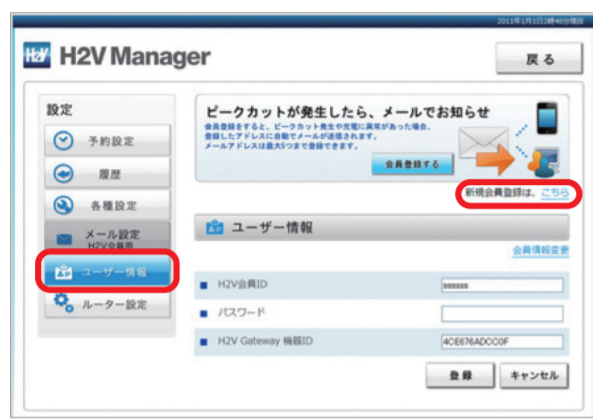 2011年1月1日2時46分現在
H2V H2V Manager
戻る
設定
予約設定
履歴
各種設定
メール設定
H2V会員用
ユーザー情報
ルーター設定
ピークカットが発生したら、メールでお知らせ
会員登録をすると、ピークカット発生や充電に異常があった場合、
登録したアドレスに自動でメールが送信されます。
メールアドレスは最大5つまで登録できます。
会員登録する
新規会員登録は、こちら
ユーザー情報
会員情報変更
H2V会員ID
パスワード
H2V Gateway 機器ID
4CE676ADCC0F
登録
キャンセル